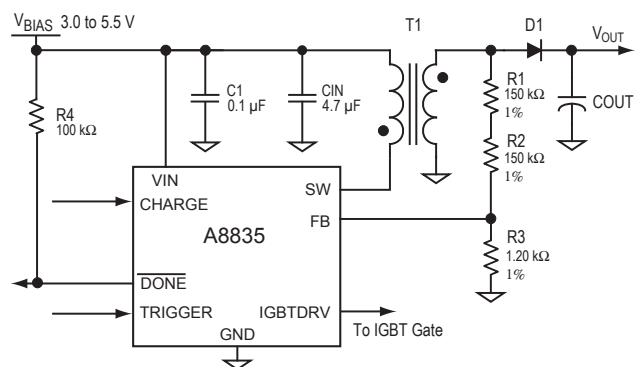 VBIAS 3.0 to 5.5 V
T1
D1
VOUT
R4
100 kΩ
C1
0.1 µF
CIN
4.7 µF
R1
150 kΩ
1%
COUT
R2
150 kΩ
1%
VIN
SW
CHARGE
FB
A8835
R3
1.20 kΩ
1%
DONE
TRIGGER
IGBTDRV
To IGBT Gate
GND